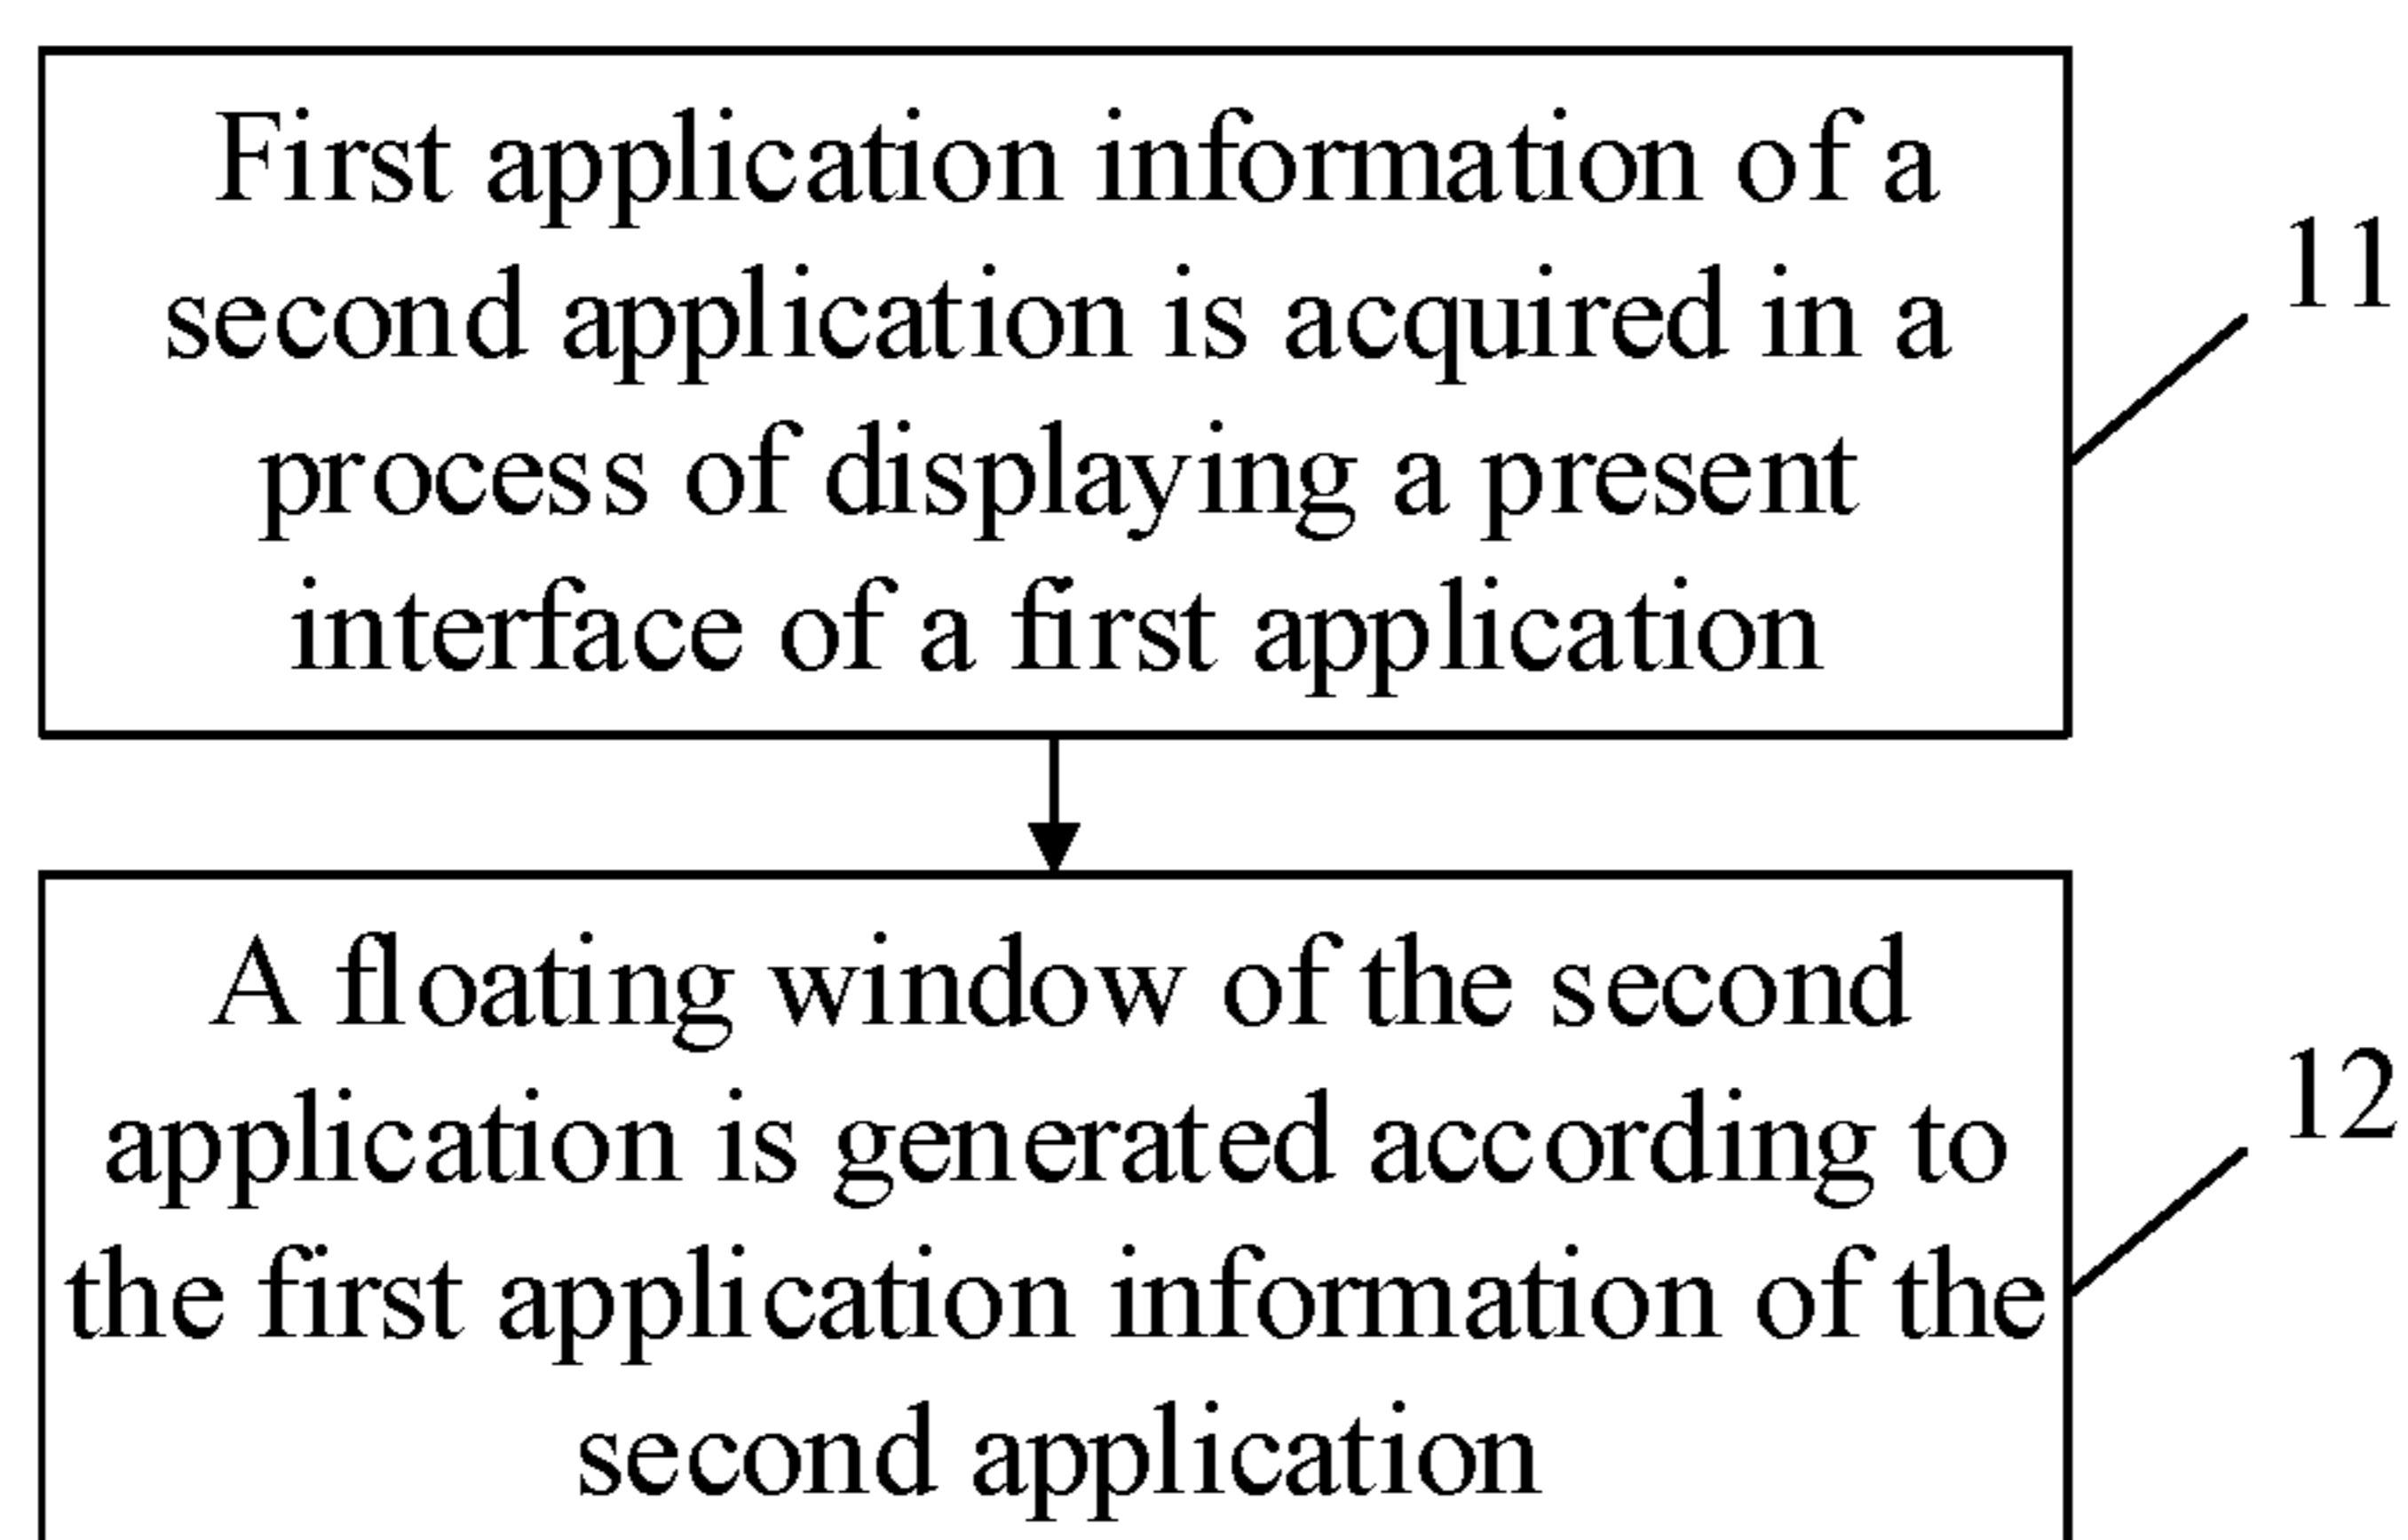 First application information of a
second application is acquired in a
process of displaying a present
interface of a first application
11
A floating window of the second
application is generated according to
the first application information of the
second application
12